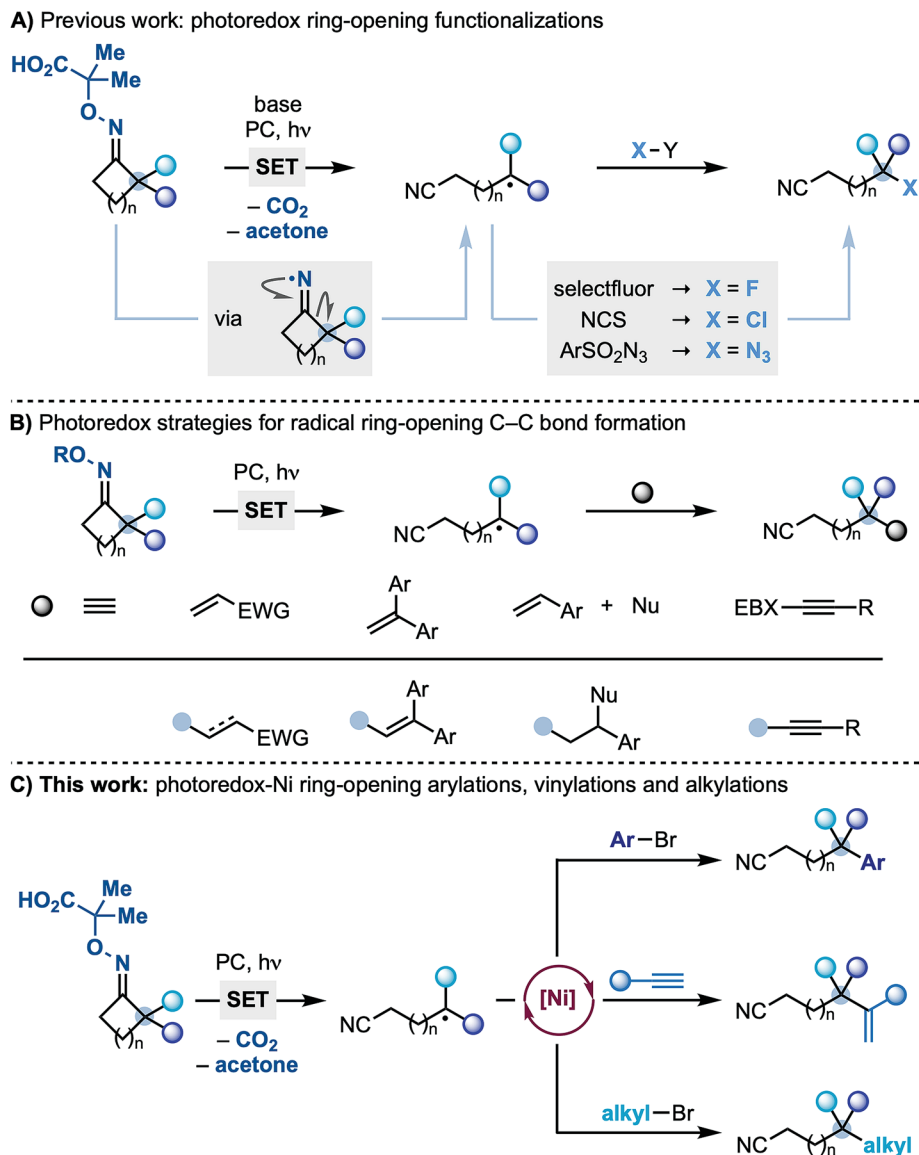 A) Previous work: photoredox ring-opening functionalizations
HO₂C
Me
Me
O
N
( )n
base
PC, hν
SET
– CO₂
– acetone
NC
( )n
X–Y
NC
( )n
X
via
•N
( )n
selectfluor → X = F
NCS → X = Cl
ArSO₂N₃ → X = N₃
B) Photoredox strategies for radical ring-opening C–C bond formation
RO
N
( )n
PC, hν
SET
NC
( )n
NC
( )n
EWG
Ar
Ar
Ar + Nu
EBX
R
EWG
Ar
Ar
Nu
Ar
R
C) This work: photoredox-Ni ring-opening arylations, vinylations and alkylations
HO₂C
Me
Me
O
N
( )n
PC, hν
SET
– CO₂
– acetone
NC
( )n
[Ni]
Ar–Br
NC
( )n
Ar
NC
( )n
alkyl–Br
NC
( )n
alkyl